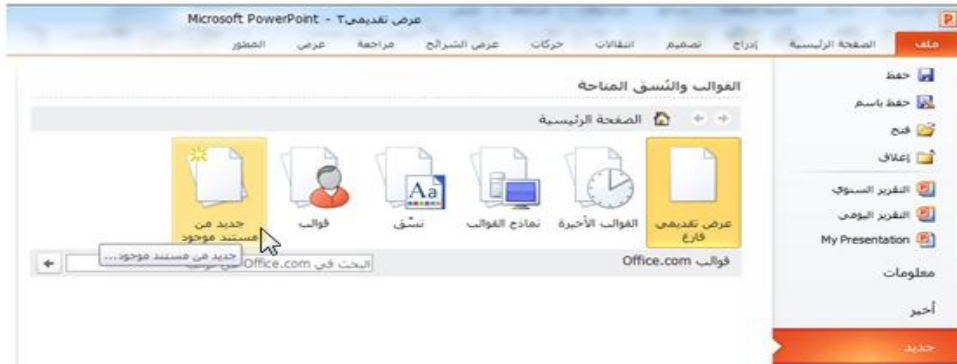 عرض تقديمي٢ - Microsoft PowerPoint
ملف الصفحة الرئيسية إدراج تصميم انتقالات حركات عرض الشرائح مراجعة عرض المطور
حفظ
حفظ باسم
فتح
إغلاق
التقرير السنوي
التقرير اليومي
My Presentation
معلومات
أخير
جديد
القوالب والنُسق المتاحة
الصفحة الرئيسية
عرض تقديمي فارغ
القوالب الأخيرة
نماذج القوالب
نسّق
قوالب
جديد من مستند موجود
جديد من مستند موجود...
قوالب Office.com
البحث في Office.com